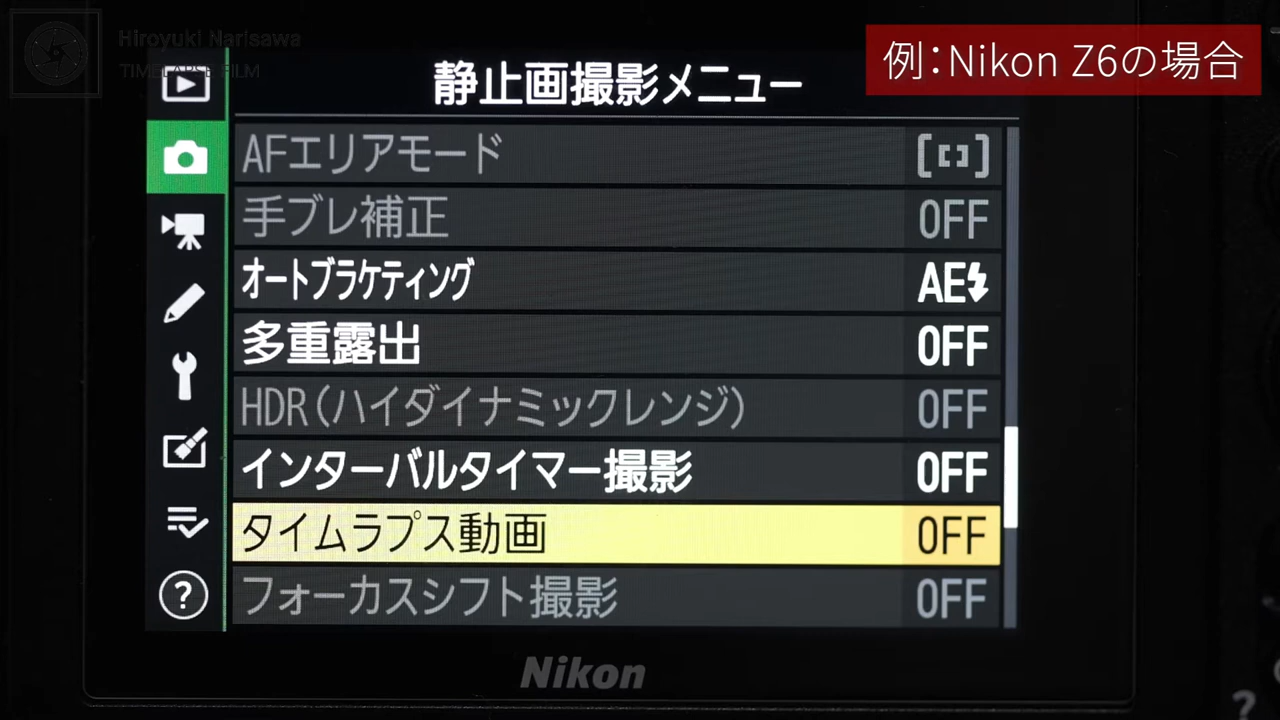 Hiroyuki Narisawa
TIMELAPSE FILM
例：Nikon Z6の場合
静止画撮影メニュー
AFエリアモード
手ブレ補正 OFF
オートブラケティング AE
多重露出 OFF
HDR(ハイダイナミックレンジ) OFF
インターバルタイマー撮影 OFF
タイムラプス動画 OFF
フォーカスシフト撮影 OFF
?
Nikon
?